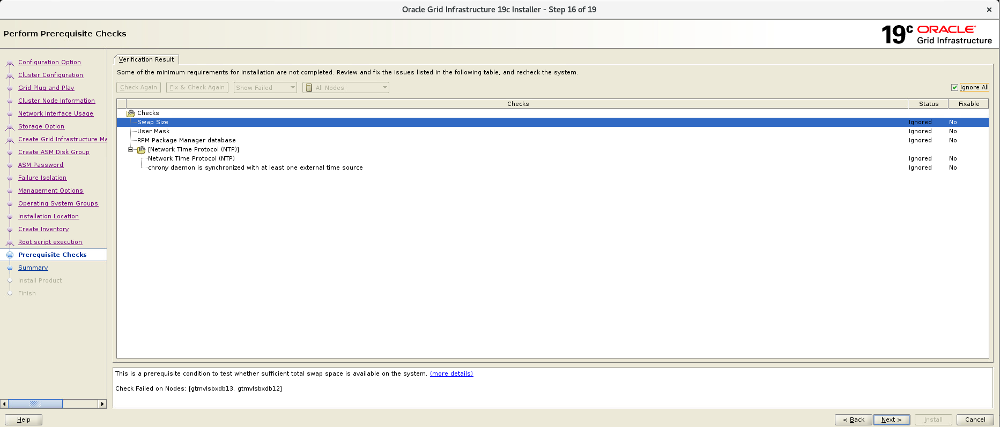 Oracle Grid Infrastructure 19c Installer - Step 16 of 19
Perform Prerequisite Checks
19c ORACLE
Grid Infrastructure
Configuration Option
Cluster Configuration
Grid Plug and Play
Cluster Node Information
Network Interface Usage
Storage Option
Create Grid Infrastructure Ma
Create ASM Disk Group
ASM Password
Failure Isolation
Management Options
Operating System Groups
Installation Location
Create Inventory
Root script execution
Prerequisite Checks
Summary
Install Product
Finish
Verification Result
Some of the minimum requirements for installation are not completed. Review and fix the issues listed in the following table, and recheck the system.
Check Again Fix & Check Again Show Failed All Nodes Ignore All
Checks Status Fixable
Checks
Swap Size Ignored No
User Mask Ignored No
RPM Package Manager database Ignored No
[Network Time Protocol (NTP)]
Network Time Protocol (NTP) Ignored No
chrony daemon is synchronized with at least one external time source Ignored No
This is a prerequisite condition to test whether sufficient total swap space is available on the system. (more details)
Check Failed on Nodes: [gtmvlsbxdb13, gtmvlsbxdb12]
Help < Back Next > Install Cancel